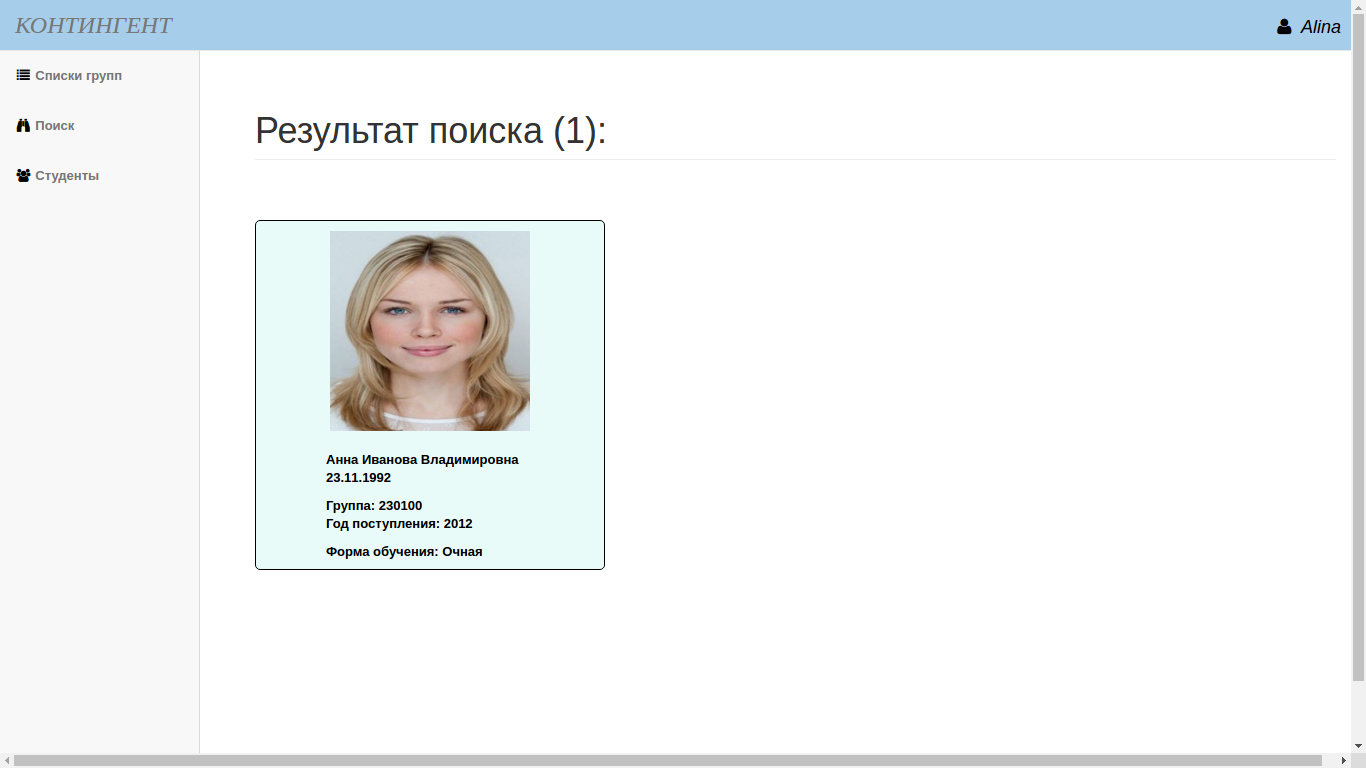 КОНТИНГЕНТ
Alina
Списки групп
Поиск
Студенты
Результат поиска (1):
Анна Иванова Владимировна
23.11.1992
Группа: 230100
Год поступления: 2012
Форма обучения: Очная